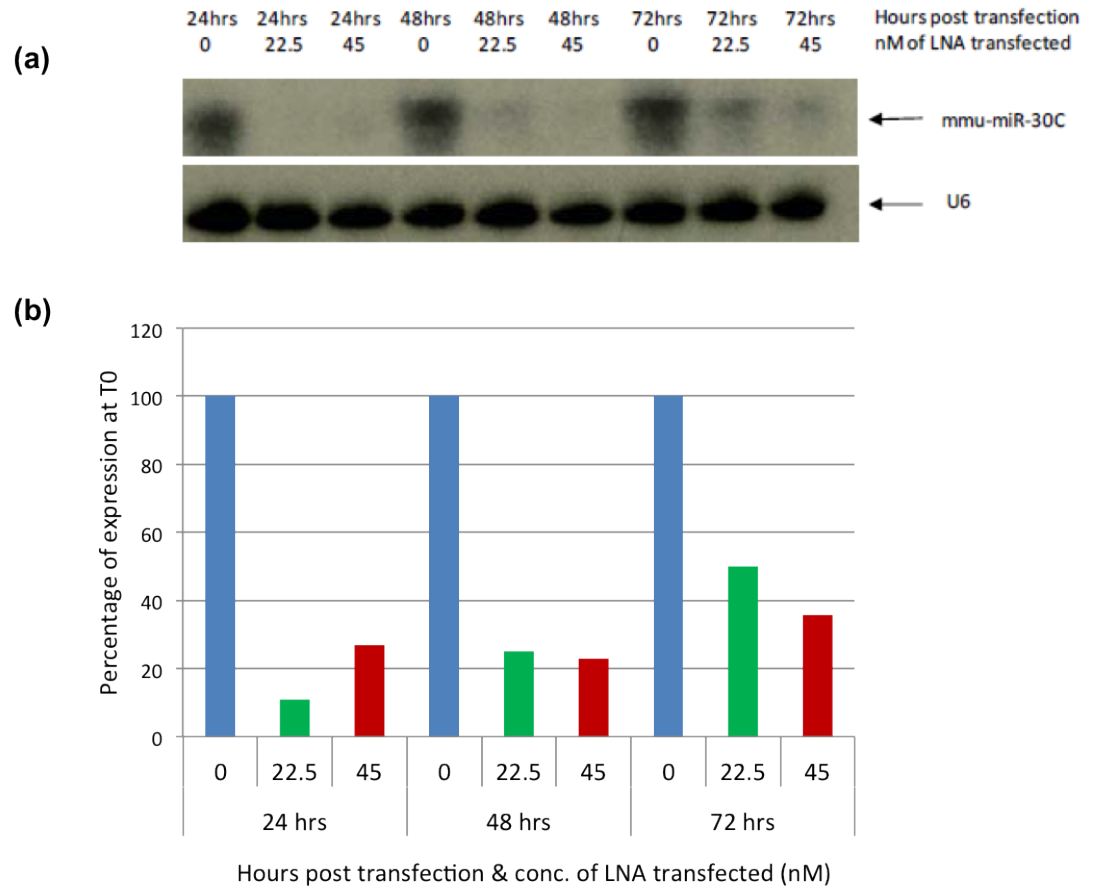 24hrs 24hrs 24hrs 48hrs 48hrs 48hrs 72hrs 72hrs 72hrs Hours post transfection
0 22.5 45 0 22.5 45 0 22.5 45 nM of LNA transfected
(a)
mmu-miR-30C
U6
(b)
Percentage of expression at T0
120
100
80
60
40
20
0
0 22.5 45 0 22.5 45 0 22.5 45
24 hrs 48 hrs 72 hrs
Hours post transfection & conc. of LNA transfected (nM)